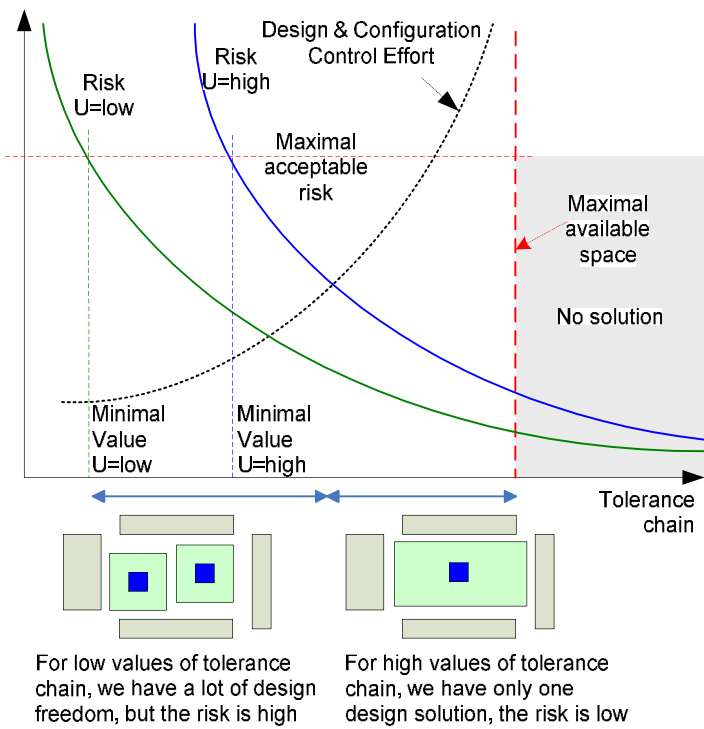 Design & Configuration
Control Effort
Risk
U=low
Risk
U=high
Maximal
acceptable
risk
Maximal
available
space
No solution
Minimal
Value
U=low
Minimal
Value
U=high
Tolerance
chain
For low values of tolerance
chain, we have a lot of design
freedom, but the risk is high
For high values of tolerance
chain, we have only one
design solution, the risk is low